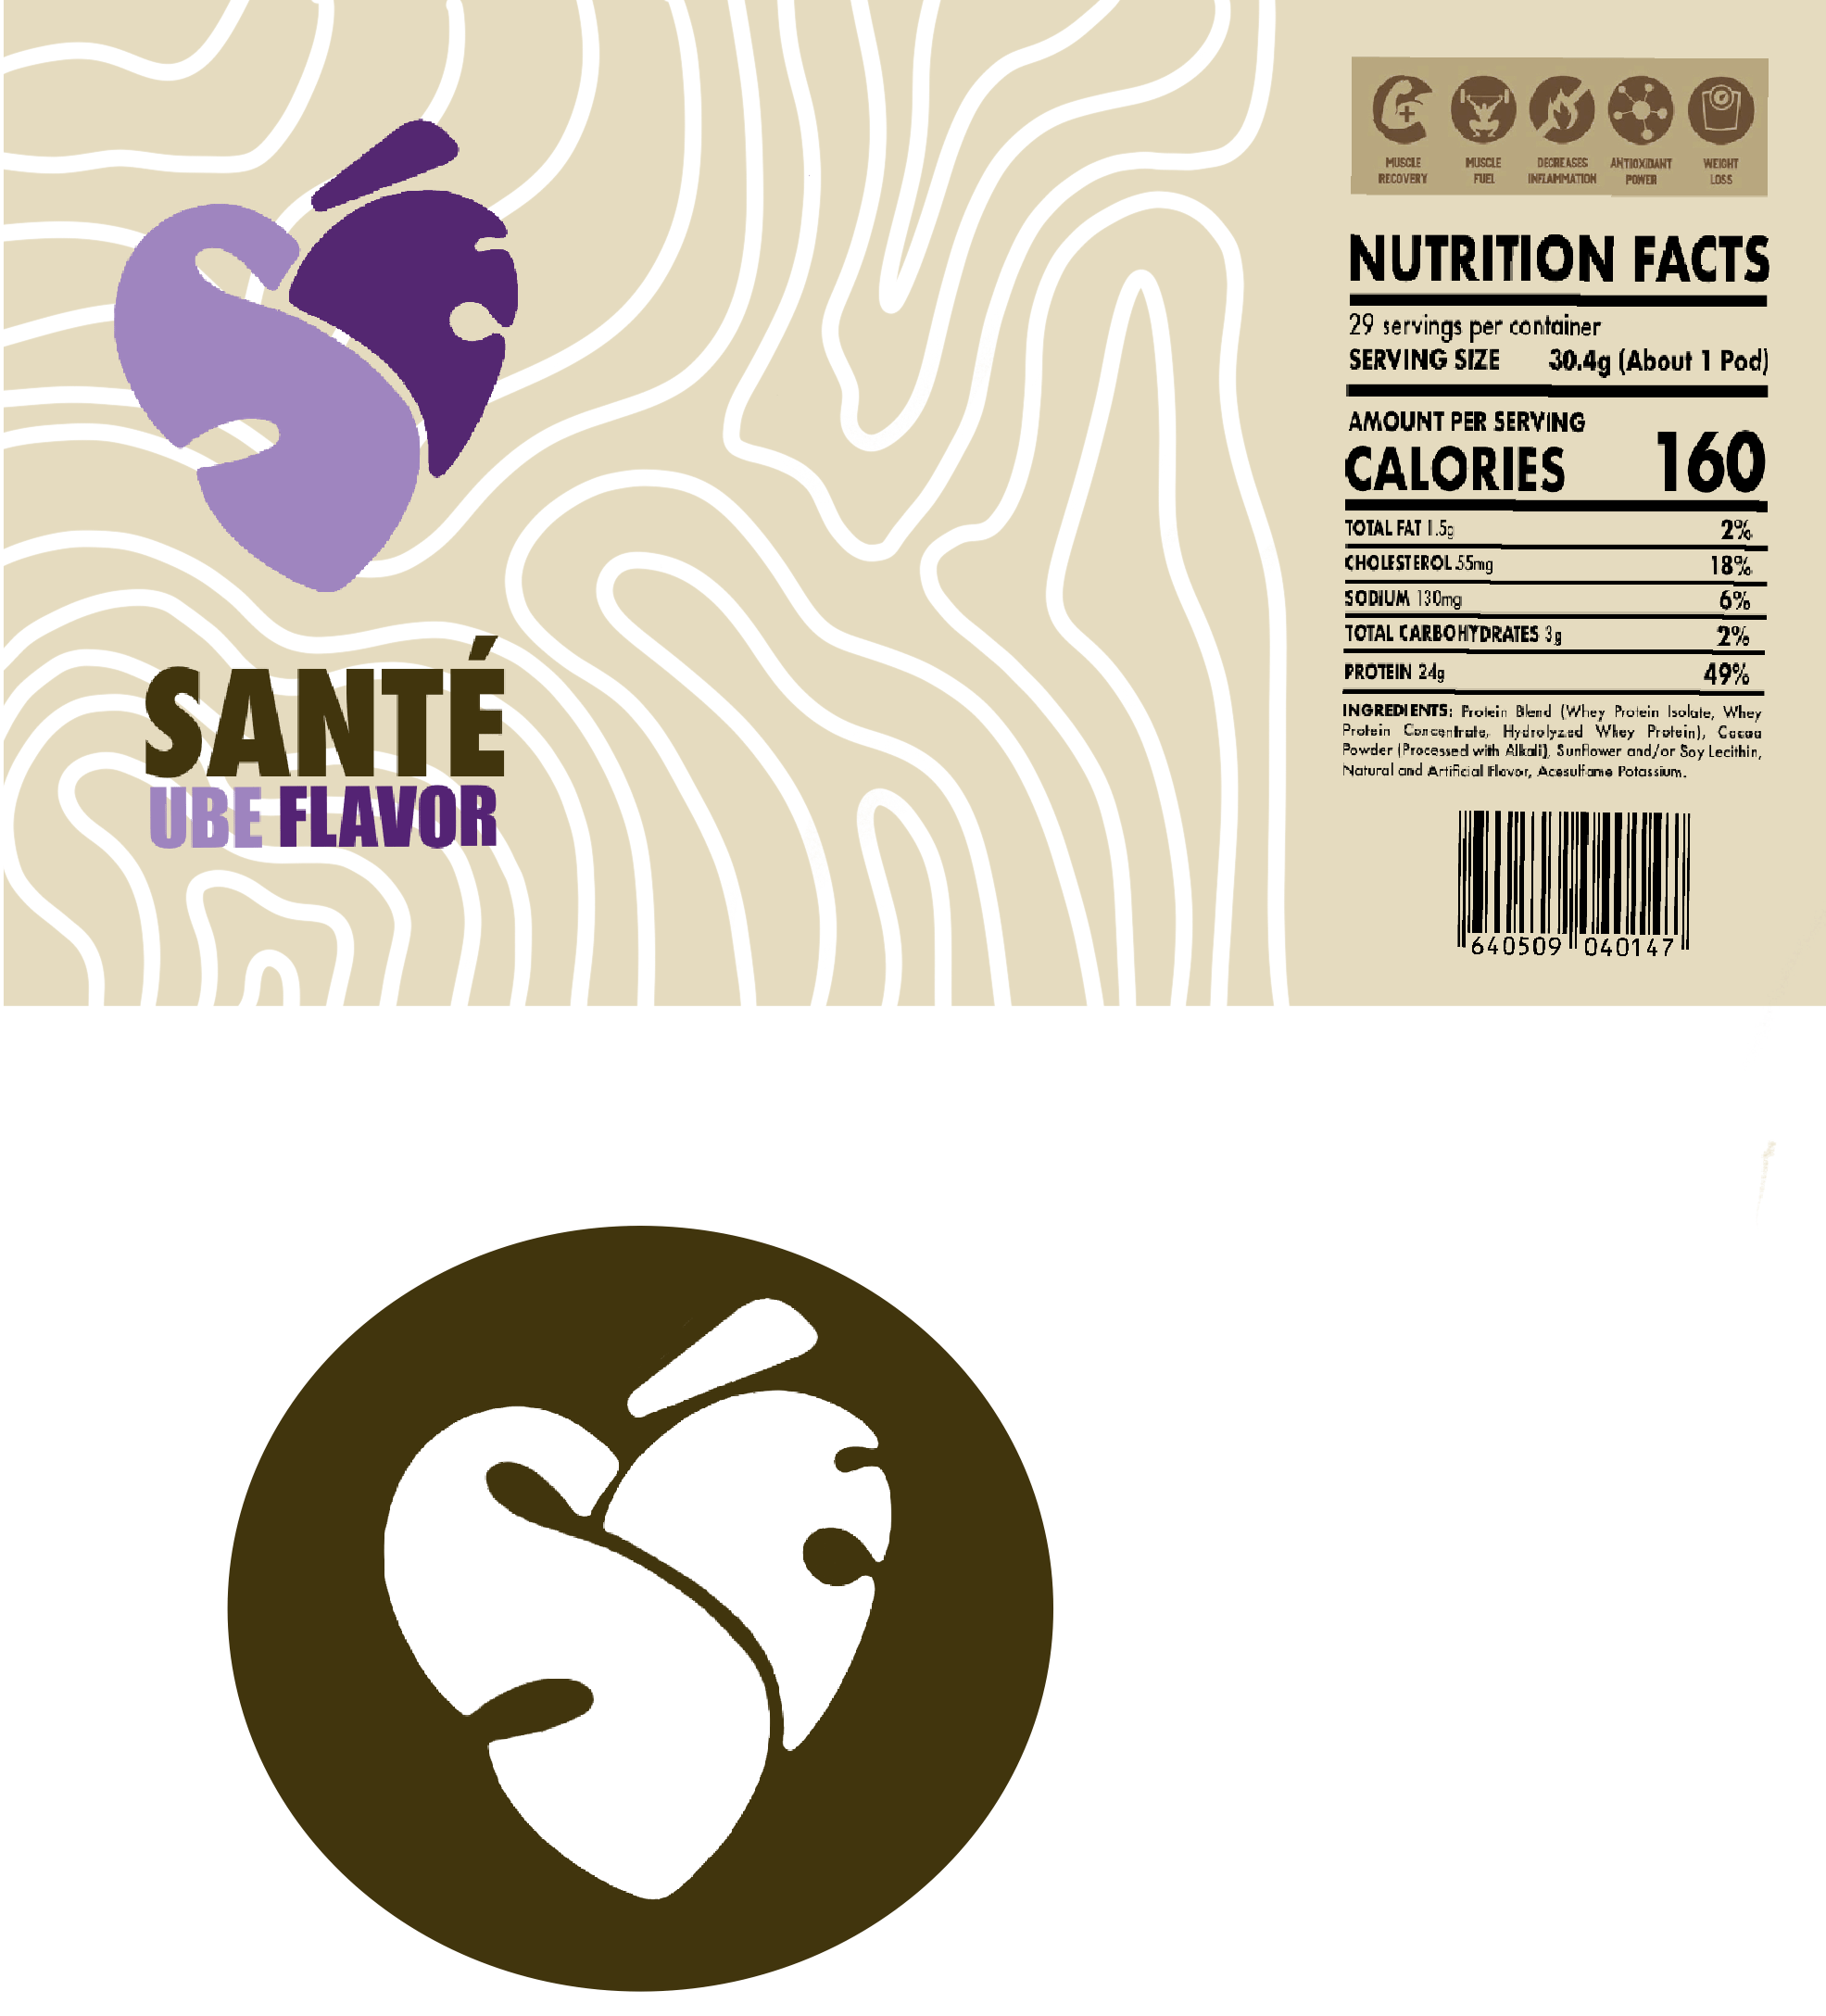 SANTÉ
UBE FLAVOR
MUSCLE RECOVERY
MUSCLE FUEL
DECREASES INFLAMMATION
ANTIOXIDANT POWER
WEIGHT LOSS
NUTRITION FACTS
29 servings per container
SERVING SIZE 30.4g (About 1 Pod)
AMOUNT PER SERVING
CALORIES 160
TOTAL FAT 1.5g 2%
CHOLESTEROL 55mg 18%
SODIUM 130mg 6%
TOTAL CARBOHYDRATES 3g 2%
PROTEIN 24g 49%
INGREDIENTS: Protein Blend (Whey Protein Isolate, Whey
Protein Concentrate, Hydrolyzed Whey Protein), Cocoa
Powder (Processed with Alkali), Sunflower and/or Soy Lecithin,
Natural and Artificial Flavor, Acesulfame Potassium.
640509 040147